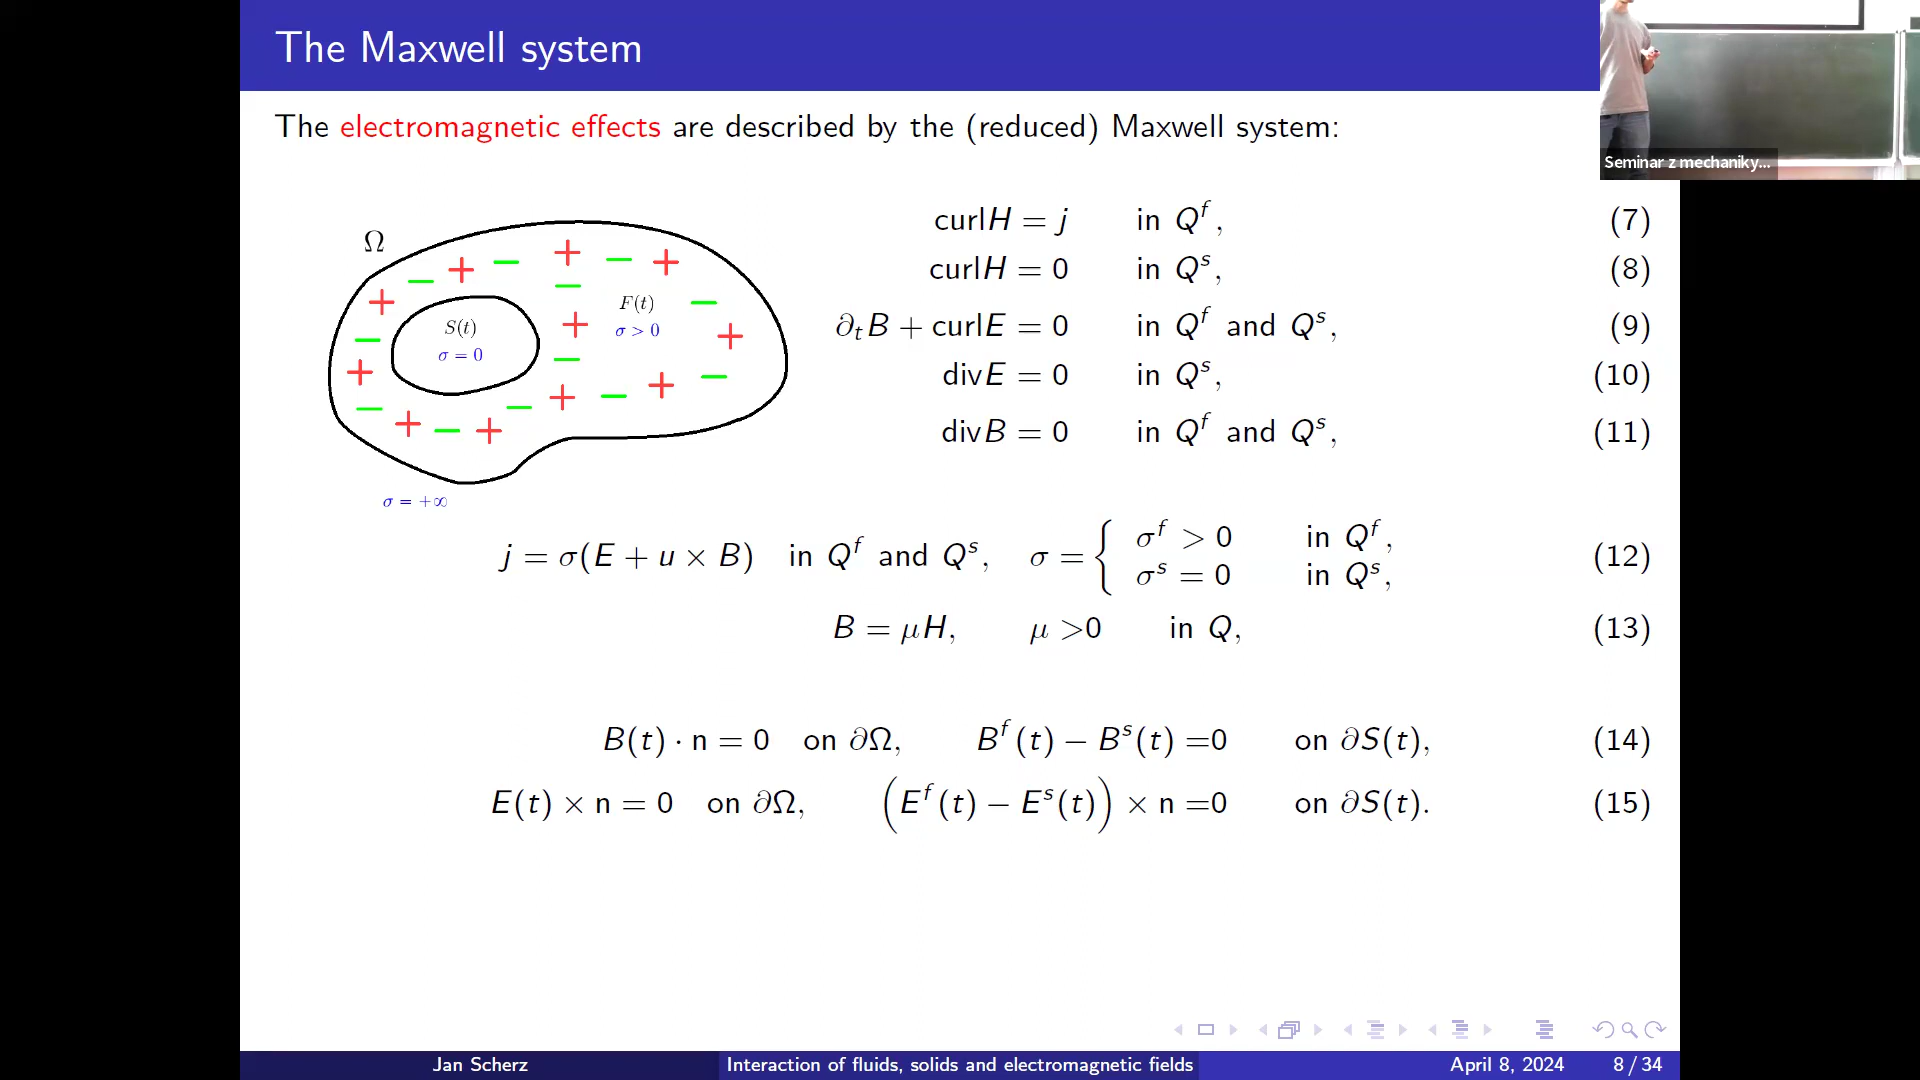 The Maxwell system
Seminar z mechaniky...
The electromagnetic effects are described by the (reduced) Maxwell system:
Ω
S(t)
σ = 0
F(t)
σ > 0
σ = +∞
curlH = j in Q^f, (7)
curlH = 0 in Q^s, (8)
∂_t B + curlE = 0 in Q^f and Q^s, (9)
divE = 0 in Q^s, (10)
divB = 0 in Q^f and Q^s, (11)
j = σ(E + u × B) in Q^f and Q^s, σ = { σ^f > 0 in Q^f, σ^s = 0 in Q^s, (12)
B = μH, μ >0 in Q, (13)
B(t) · n = 0 on ∂Ω, B^f(t) − B^s(t) =0 on ∂S(t), (14)
E(t) × n = 0 on ∂Ω, (E^f(t) − E^s(t)) × n =0 on ∂S(t). (15)
Jan Scherz Interaction of fluids, solids and electromagnetic fields April 8, 2024 8 / 34